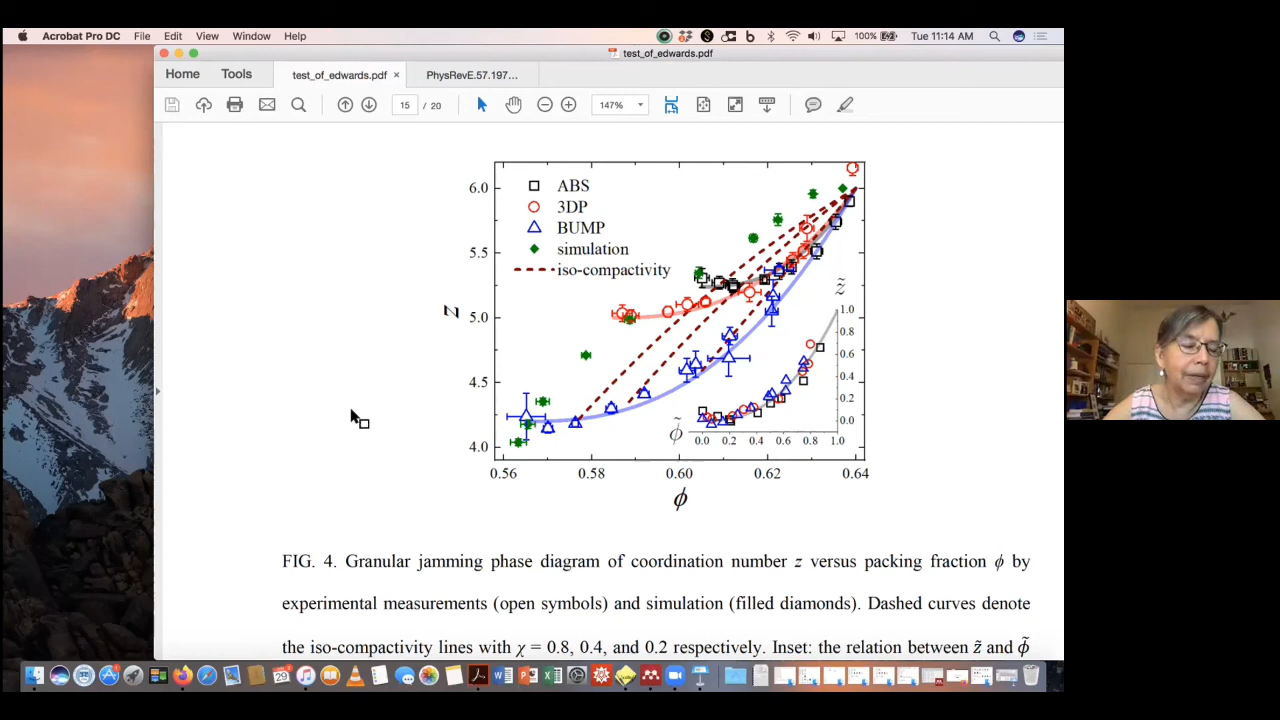 Acrobat Pro DC File Edit View Window Help 100% Tue 11:14 AM
test_of_edwards.pdf
Home Tools test_of_edwards.pdf × PhysRevE.57.197...
15 / 20 147%
6.0
5.5
5.0
4.5
4.0
z
ABS
3DP
BUMP
simulation
iso-compactivity
z̃
1.0
0.8
0.6
0.4
0.2
0.0
ϕ̃
0.0 0.2 0.4 0.6 0.8 1.0
0.56 0.58 0.60 0.62 0.64
ϕ
FIG. 4. Granular jamming phase diagram of coordination number z versus packing fraction ϕ by
experimental measurements (open symbols) and simulation (filled diamonds). Dashed curves denote
the iso-compactivity lines with χ = 0.8, 0.4, and 0.2 respectively. Inset: the relation between z̃ and ϕ̃